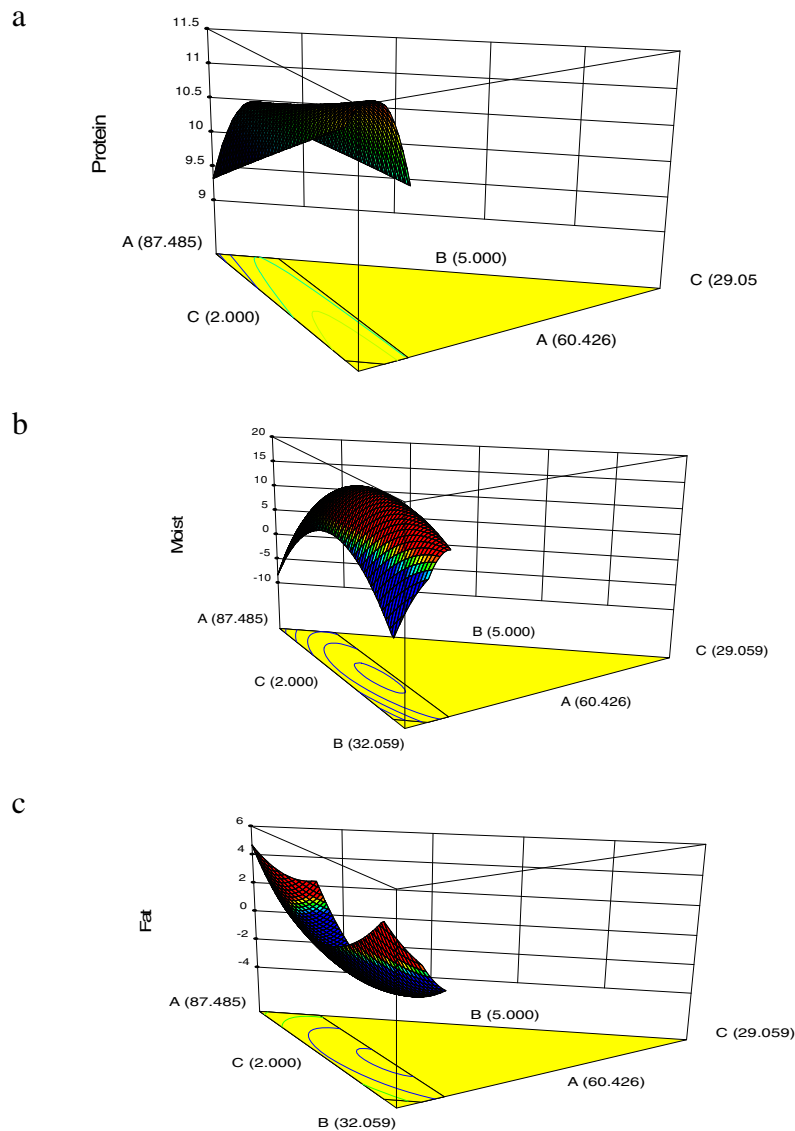 a
11.5
11
10.5
10
9.5
9
Protein
A (87.485)
B (5.000)
C (29.05
C (2.000)
A (60.426)
b
20
15
10
5
0
-5
-10
Moist
A (87.485)
B (5.000)
C (29.059)
C (2.000)
A (60.426)
B (32.059)
c
6
4
2
0
-2
-4
Fat
A (87.485)
B (5.000)
C (29.059)
C (2.000)
A (60.426)
B (32.059)